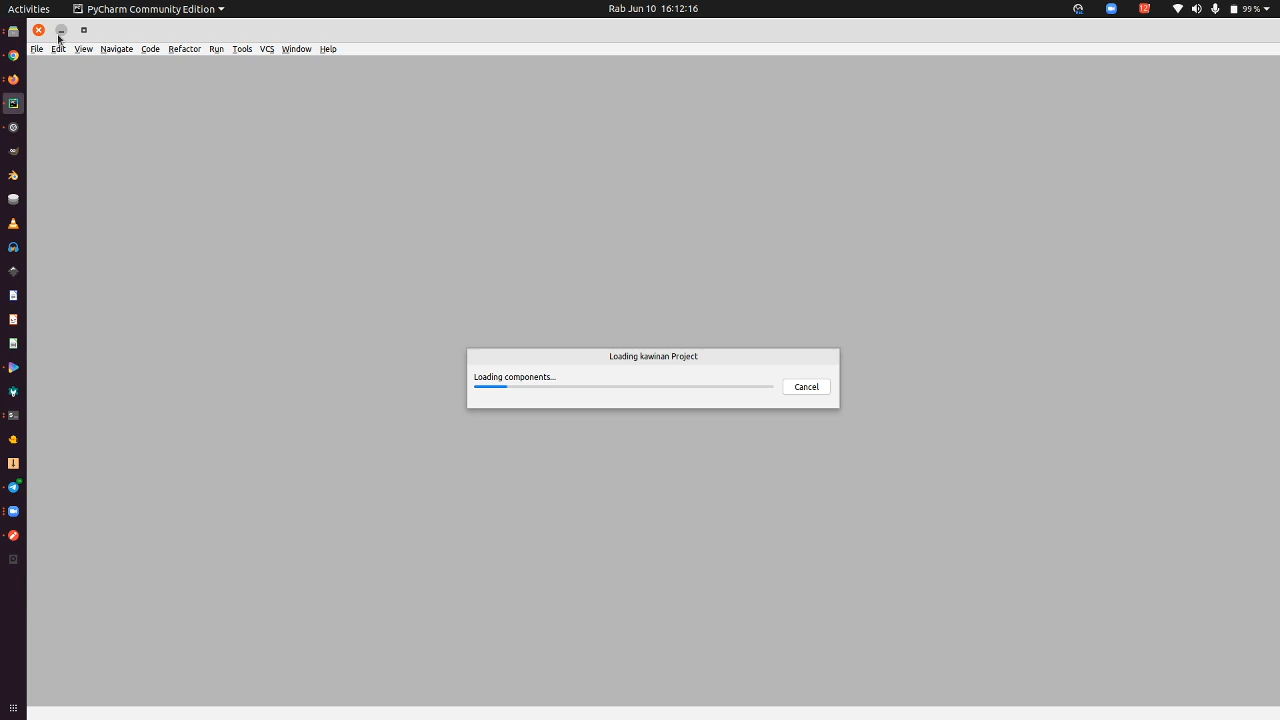 Activities
PyCharm Community Edition
Rab Jun 10 16:12:16
12
99 %
File Edit View Navigate Code Refactor Run Tools VCS Window Help
Loading kawinan Project
Loading components...
Cancel